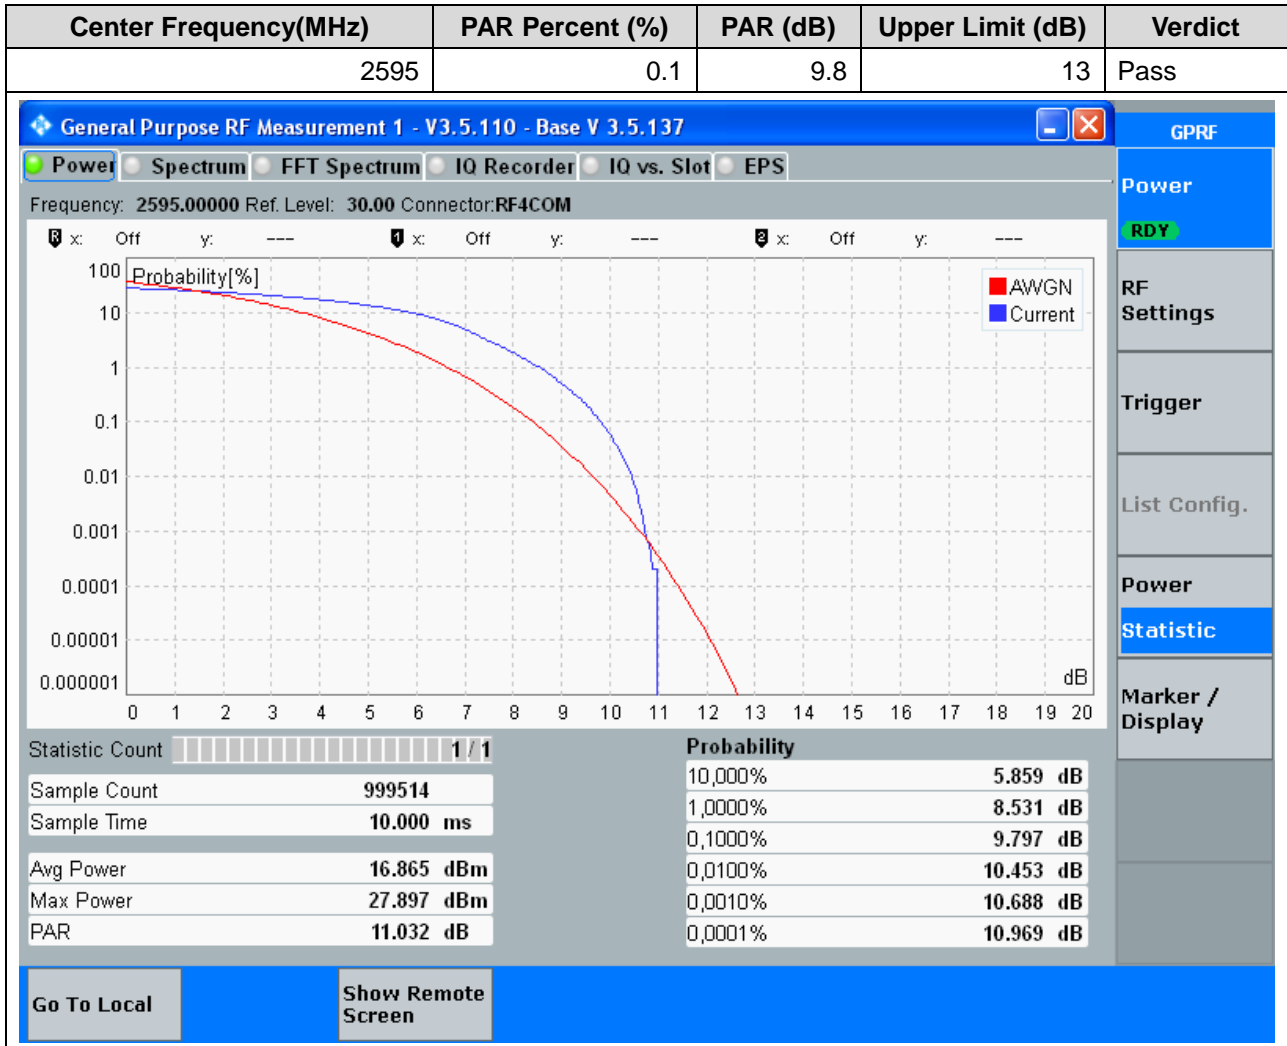 Center Frequency(MHz) PAR Percent (%) PAR (dB) Upper Limit (dB) Verdict
2595 0.1 9.8 13 Pass
General Purpose RF Measurement 1 - V3.5.110 - Base V 3.5.137
GPRF
Power Spectrum FFT Spectrum IQ Recorder IQ vs. Slot EPS
Frequency: 2595.00000 Ref. Level: 30.00 Connector:RF4COM
R x: Off y: --- 1 x: Off y: --- 2 x: Off y: ---
Probability[%]
AWGN
Current
100
10
1
0.1
0.01
0.001
0.0001
0.00001
0.000001
dB
0 1 2 3 4 5 6 7 8 9 10 11 12 13 14 15 16 17 18 19 20
Statistic Count 1 / 1
Sample Count 999514
Sample Time 10.000 ms
Avg Power 16.865 dBm
Max Power 27.897 dBm
PAR 11.032 dB
Probability
10,000% 5.859 dB
1,0000% 8.531 dB
0,1000% 9.797 dB
0,0100% 10.453 dB
0,0010% 10.688 dB
0,0001% 10.969 dB
Power
RDY
RF
Settings
Trigger
List Config.
Power
Statistic
Marker /
Display
Go To Local
Show Remote
Screen